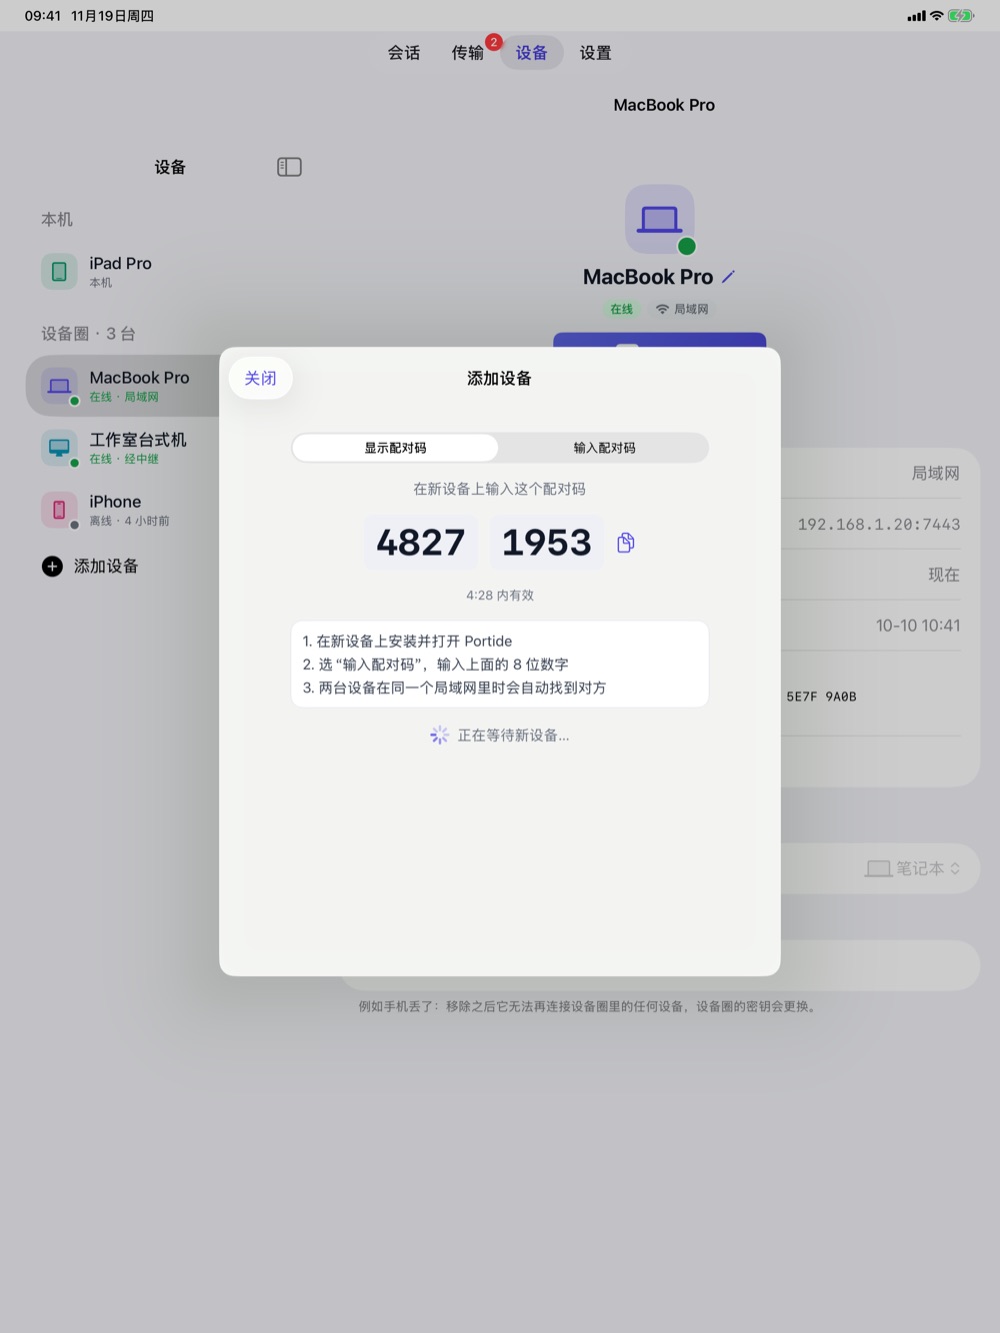 09:41 11月19日周四
会话
传输
2
设备
设置
MacBook Pro
设备
本机
iPad Pro
本机
设备圈 · 3 台
MacBook Pro
在线 · 局域网
工作室台式机
在线 · 经中继
iPhone
离线 · 4 小时前
添加设备
MacBook Pro
在线
局域网
关闭
添加设备
显示配对码
输入配对码
在新设备上输入这个配对码
4827 1953
4:28 内有效
1. 在新设备上安装并打开 Portide
2. 选“输入配对码”，输入上面的 8 位数字
3. 两台设备在同一个局域网里时会自动找到对方
正在等待新设备...
局域网
192.168.1.20:7443
现在
10-10 10:41
5E7F 9A0B
笔记本
例如手机丢了：移除之后它无法再连接设备圈里的任何设备，设备圈的密钥会更换。